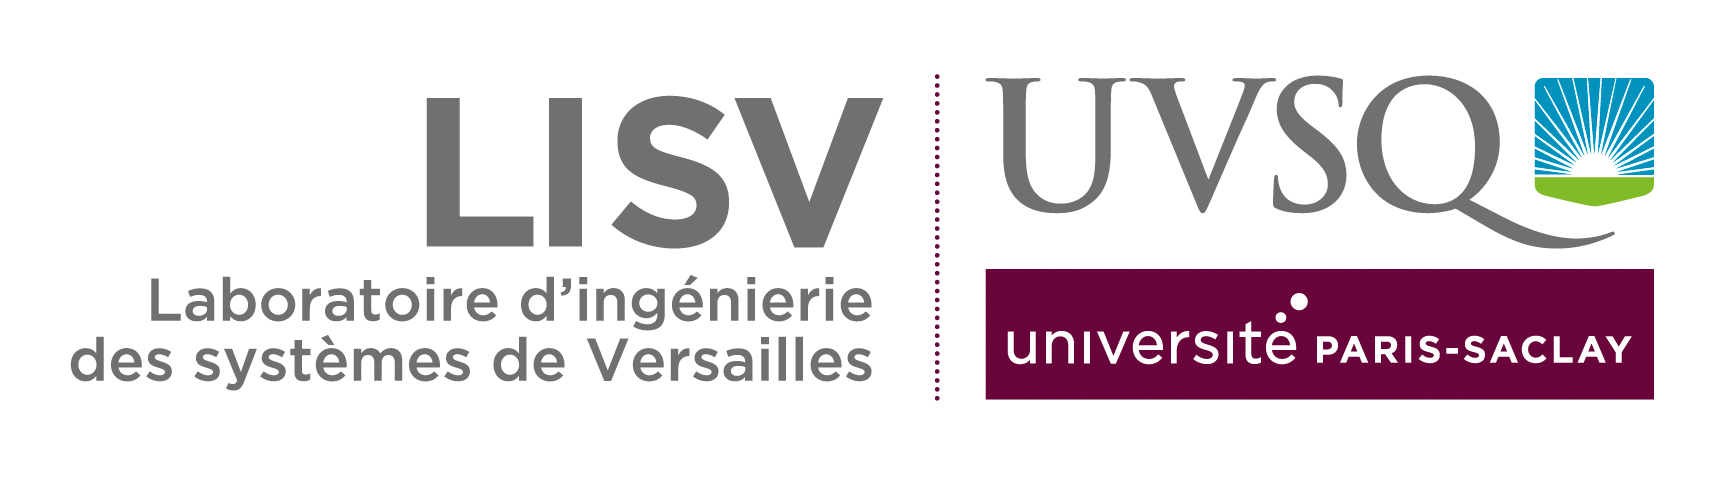 LISV
Laboratoire d’ingénierie
des systèmes de Versailles
UVSQ
université PARIS-SACLAY